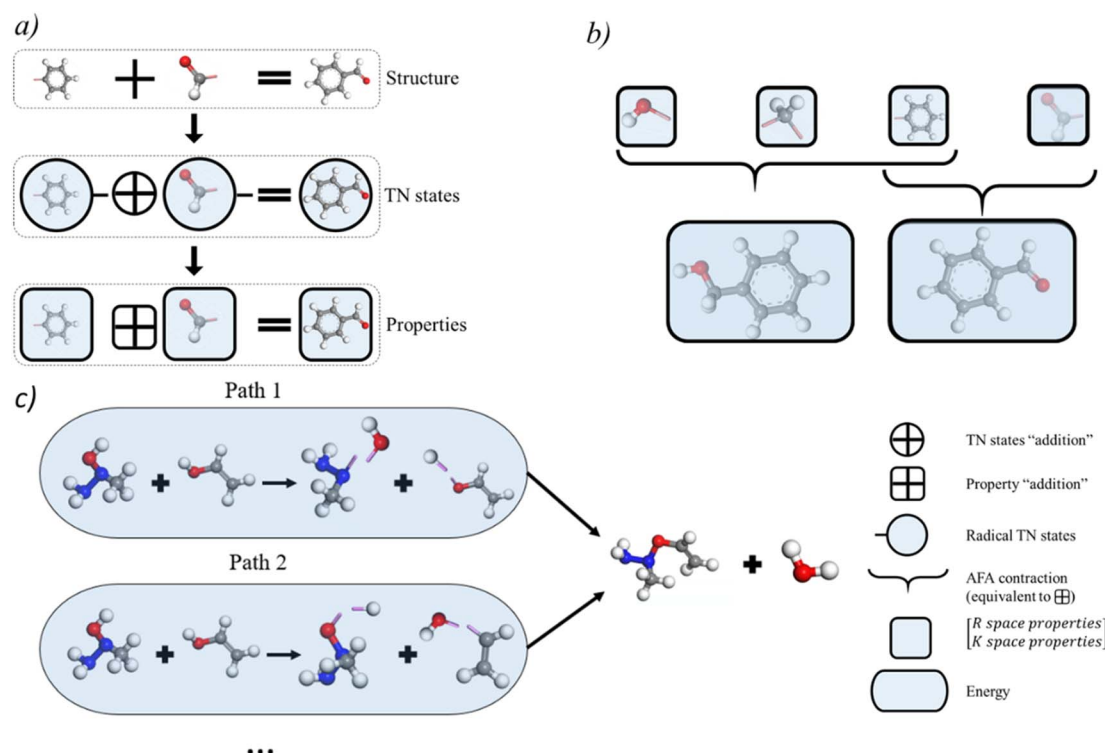 a)
Structure
TN states
Properties
b)
c)
Path 1
Path 2
...
TN states “addition”
Property “addition”
Radical TN states
AFA contraction
(equivalent to ⊞)
[R space properties]
[K space properties]
Energy